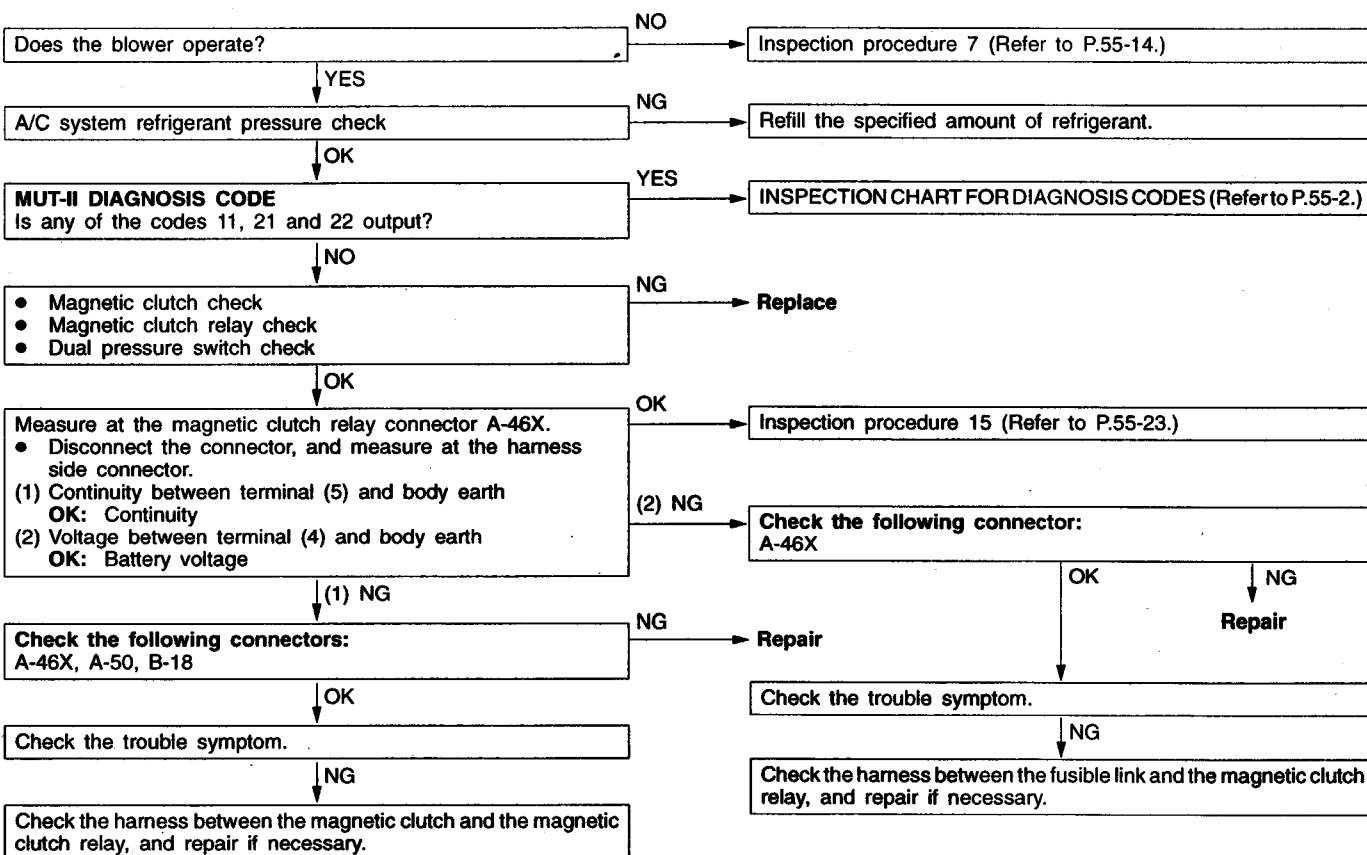 Does the blower operate?
NO
Inspection procedure 7 (Refer to P.55-14.)
YES
A/C system refrigerant pressure check
NG
Refill the specified amount of refrigerant.
OK
MUT-II DIAGNOSIS CODE
Is any of the codes 11, 21 and 22 output?
YES
INSPECTION CHART FOR DIAGNOSIS CODES (Refer to P.55-2.)
NO
● Magnetic clutch check
● Magnetic clutch relay check
● Dual pressure switch check
NG
Replace
OK
Measure at the magnetic clutch relay connector A-46X.
● Disconnect the connector, and measure at the harness
side connector.
(1) Continuity between terminal (5) and body earth
OK: Continuity
(2) Voltage between terminal (4) and body earth
OK: Battery voltage
OK
Inspection procedure 15 (Refer to P.55-23.)
(2) NG
Check the following connector:
A-46X
OK
NG
Repair
Check the trouble symptom.
NG
Check the harness between the fusible link and the magnetic clutch
relay, and repair if necessary.
(1) NG
Check the following connectors:
A-46X, A-50, B-18
NG
Repair
OK
Check the trouble symptom.
NG
Check the harness between the magnetic clutch and the magnetic
clutch relay, and repair if necessary.